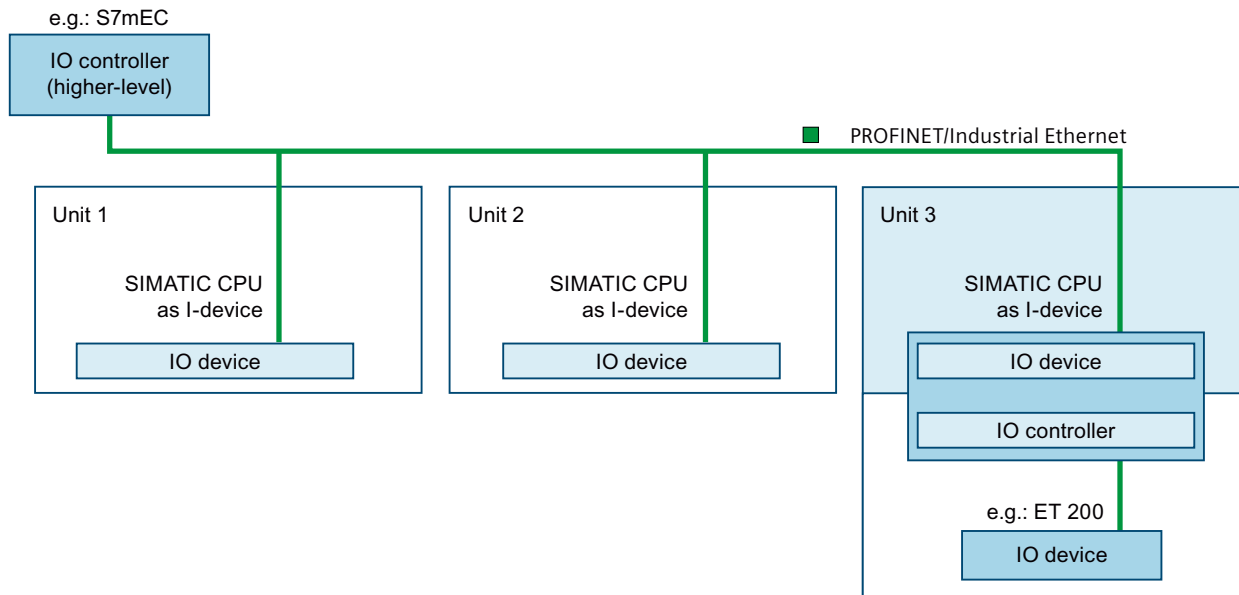 e.g.: S7mEC
IO controller
(higher-level)
PROFINET/Industrial Ethernet
Unit 1
SIMATIC CPU
as I-device
IO device
Unit 2
SIMATIC CPU
as I-device
IO device
Unit 3
SIMATIC CPU
as I-device
IO device
IO controller
e.g.: ET 200
IO device